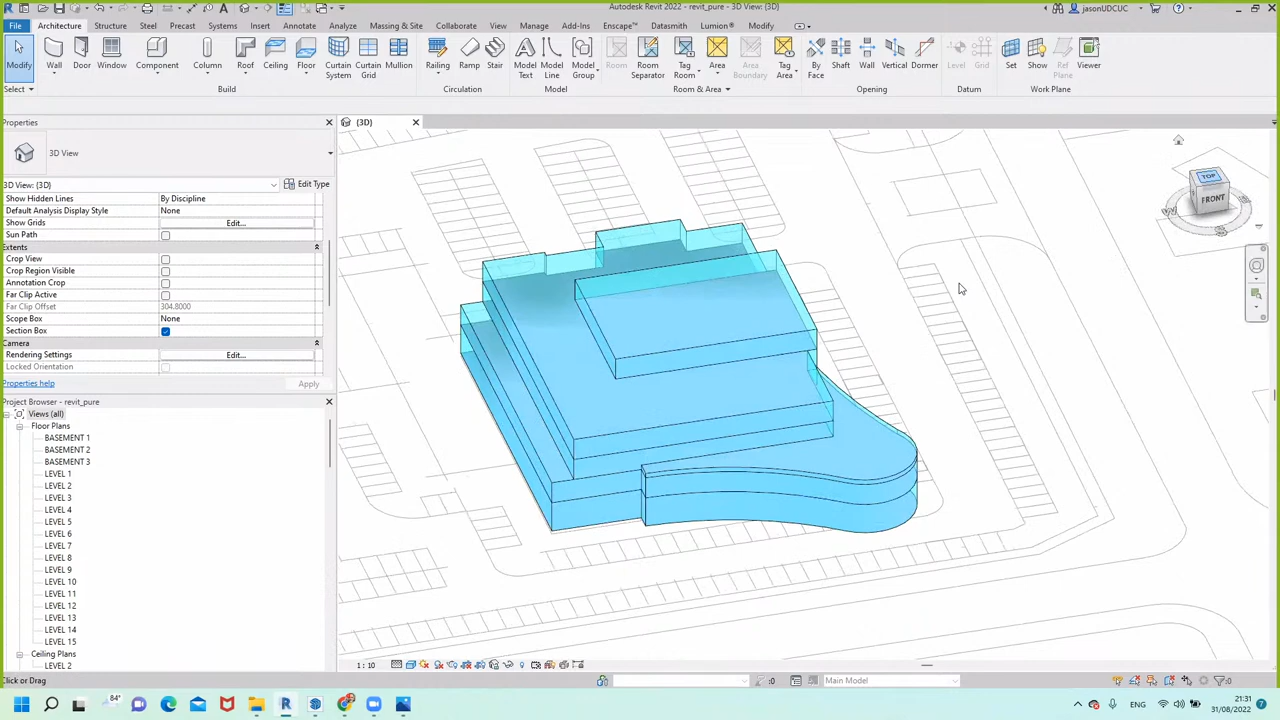 Autodesk Revit 2022 - revit_pure - 3D View: {3D}
jasonUDCUC
File Architecture Structure Steel Precast Systems Insert Annotate Analyze Massing & Site Collaborate View Manage Add-Ins Enscape™ Datasmith Lumion® Modify
Modify Wall Door Window Component Column Roof Ceiling Floor Curtain System Curtain Grid Mullion Railing Ramp Stair Model Text Model Line Model Group Room Room Separator Tag Room Area Area Boundary Tag Area By Face Shaft Wall Vertical Dormer Level Grid Set Show Ref Plane Viewer
Select Build Circulation Model Room & Area Opening Datum Work Plane
Properties
{3D}
3D View
3D View: {3D}
Edit Type
Show Hidden Lines By Discipline
Default Analysis Display Style None
Show Grids Edit...
Sun Path
Extents
Crop View
Crop Region Visible
Annotation Crop
Far Clip Active
Far Clip Offset 304.8000
Scope Box None
Section Box
Camera
Rendering Settings Edit...
Locked Orientation
Properties help
Apply
Project Browser - revit_pure
Views (all)
Floor Plans
BASEMENT 1
BASEMENT 2
BASEMENT 3
LEVEL 1
LEVEL 2
LEVEL 3
LEVEL 4
LEVEL 5
LEVEL 6
LEVEL 7
LEVEL 8
LEVEL 9
LEVEL 10
LEVEL 11
LEVEL 12
LEVEL 13
LEVEL 14
LEVEL 15
Ceiling Plans
LEVEL 2
TOP
FRONT
W
S
1 : 10
Click or Drag
:0
Main Model
:0
84°
ENG
21:31
31/08/2022